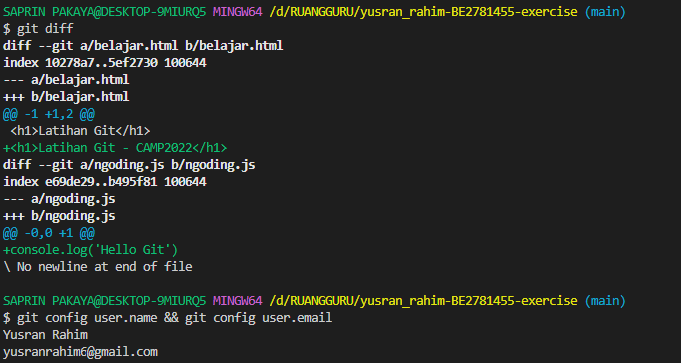 SAPRIN PAKAYA@DESKTOP-9MIURQ5 MINGW64 /d/RUANGGURU/yusran_rahim-BE2781455-exercise (main)
$ git diff
diff --git a/belajar.html b/belajar.html
index 10278a7..5ef2730 100644
--- a/belajar.html
+++ b/belajar.html
@@ -1 +1,2 @@
 <h1>Latihan Git</h1>
+<h1>Latihan Git - CAMP2022</h1>
diff --git a/ngoding.js b/ngoding.js
index e69de29..b495f81 100644
--- a/ngoding.js
+++ b/ngoding.js
@@ -0,0 +1 @@
+console.log('Hello Git')
\ No newline at end of file
SAPRIN PAKAYA@DESKTOP-9MIURQ5 MINGW64 /d/RUANGGURU/yusran_rahim-BE2781455-exercise (main)
$ git config user.name && git config user.email
Yusran Rahim
yusranrahim6@gmail.com